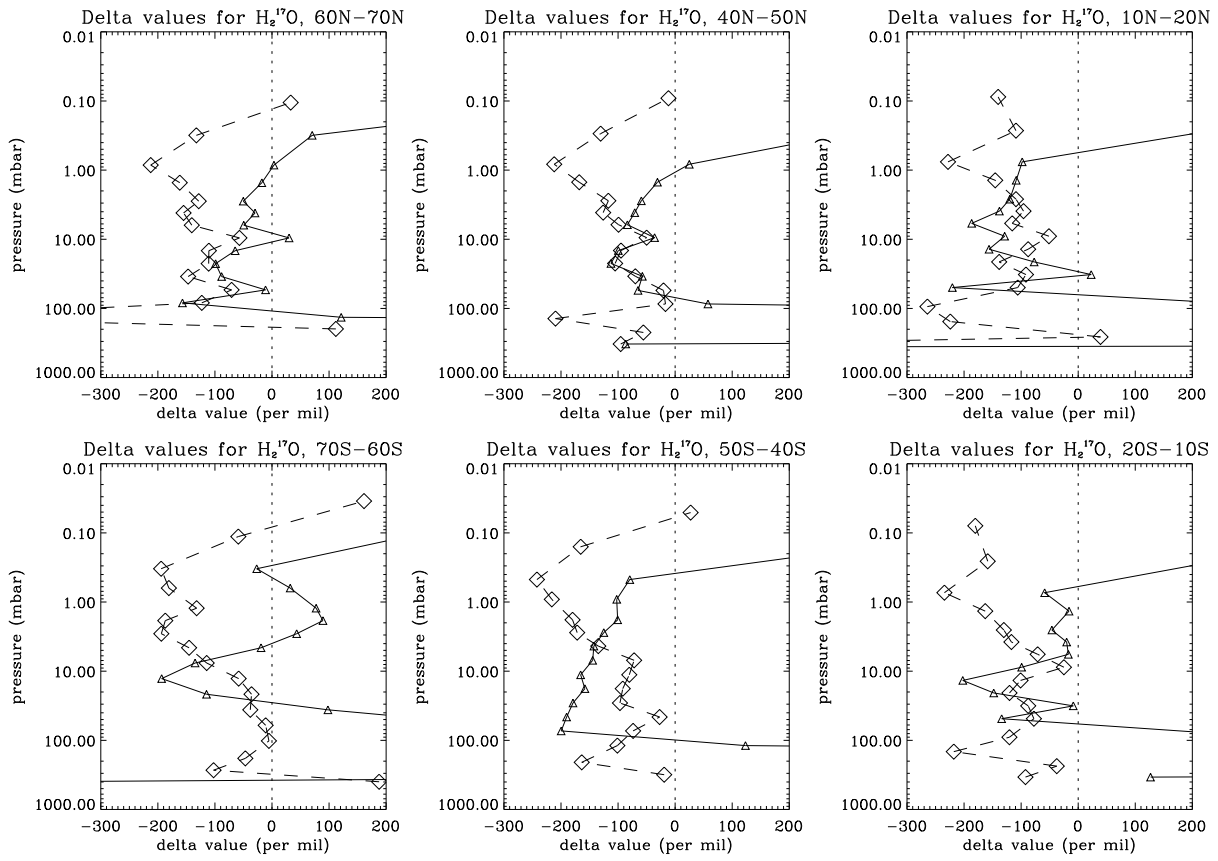 Delta values for H₂¹⁷O, 60N−70N
0.01
0.10
1.00
10.00
100.00
1000.00
pressure (mbar)
−300 −200 −100 0 100 200
delta value (per mil)
Delta values for H₂¹⁷O, 40N−50N
0.01
0.10
1.00
10.00
100.00
1000.00
pressure (mbar)
−300 −200 −100 0 100 200
delta value (per mil)
Delta values for H₂¹⁷O, 10N−20N
0.01
0.10
1.00
10.00
100.00
1000.00
pressure (mbar)
−300 −200 −100 0 100 200
delta value (per mil)
Delta values for H₂¹⁷O, 70S−60S
0.01
0.10
1.00
10.00
100.00
1000.00
pressure (mbar)
−300 −200 −100 0 100 200
delta value (per mil)
Delta values for H₂¹⁷O, 50S−40S
0.01
0.10
1.00
10.00
100.00
1000.00
pressure (mbar)
−300 −200 −100 0 100 200
delta value (per mil)
Delta values for H₂¹⁷O, 20S−10S
0.01
0.10
1.00
10.00
100.00
1000.00
pressure (mbar)
−300 −200 −100 0 100 200
delta value (per mil)